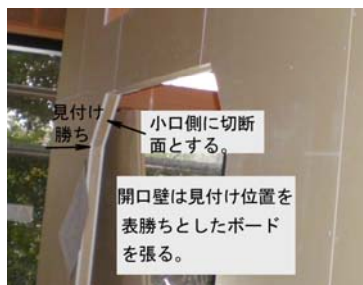 見付け
勝ち
小口側に切断
面とする。
開口壁は見付け位置を
表勝ちとしたボード
を張る。